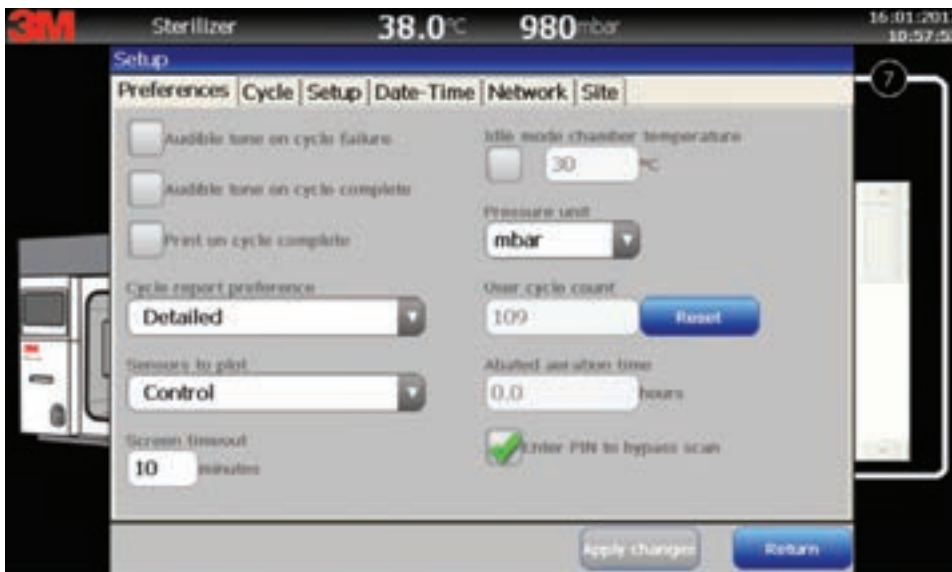 3M Sterilizer 38.0°C 980mbar 16:01:201
10:57:5
Setup
Preferences Cycle Setup Date-Time Network Site
7
Audible tone on cycle failure
Idle mode chamber temperature
30 °C
Audible tone on cycle complete
Pressure unit
mbar
Print on cycle complete
Cycle report preference
User cycle count
Detailed
109 Reset
Sensors to plot
Abated aeration time
Control
0.0 hours
Screen timeout
Enter PIN to bypass scan
10 minutes
Apply changes Return